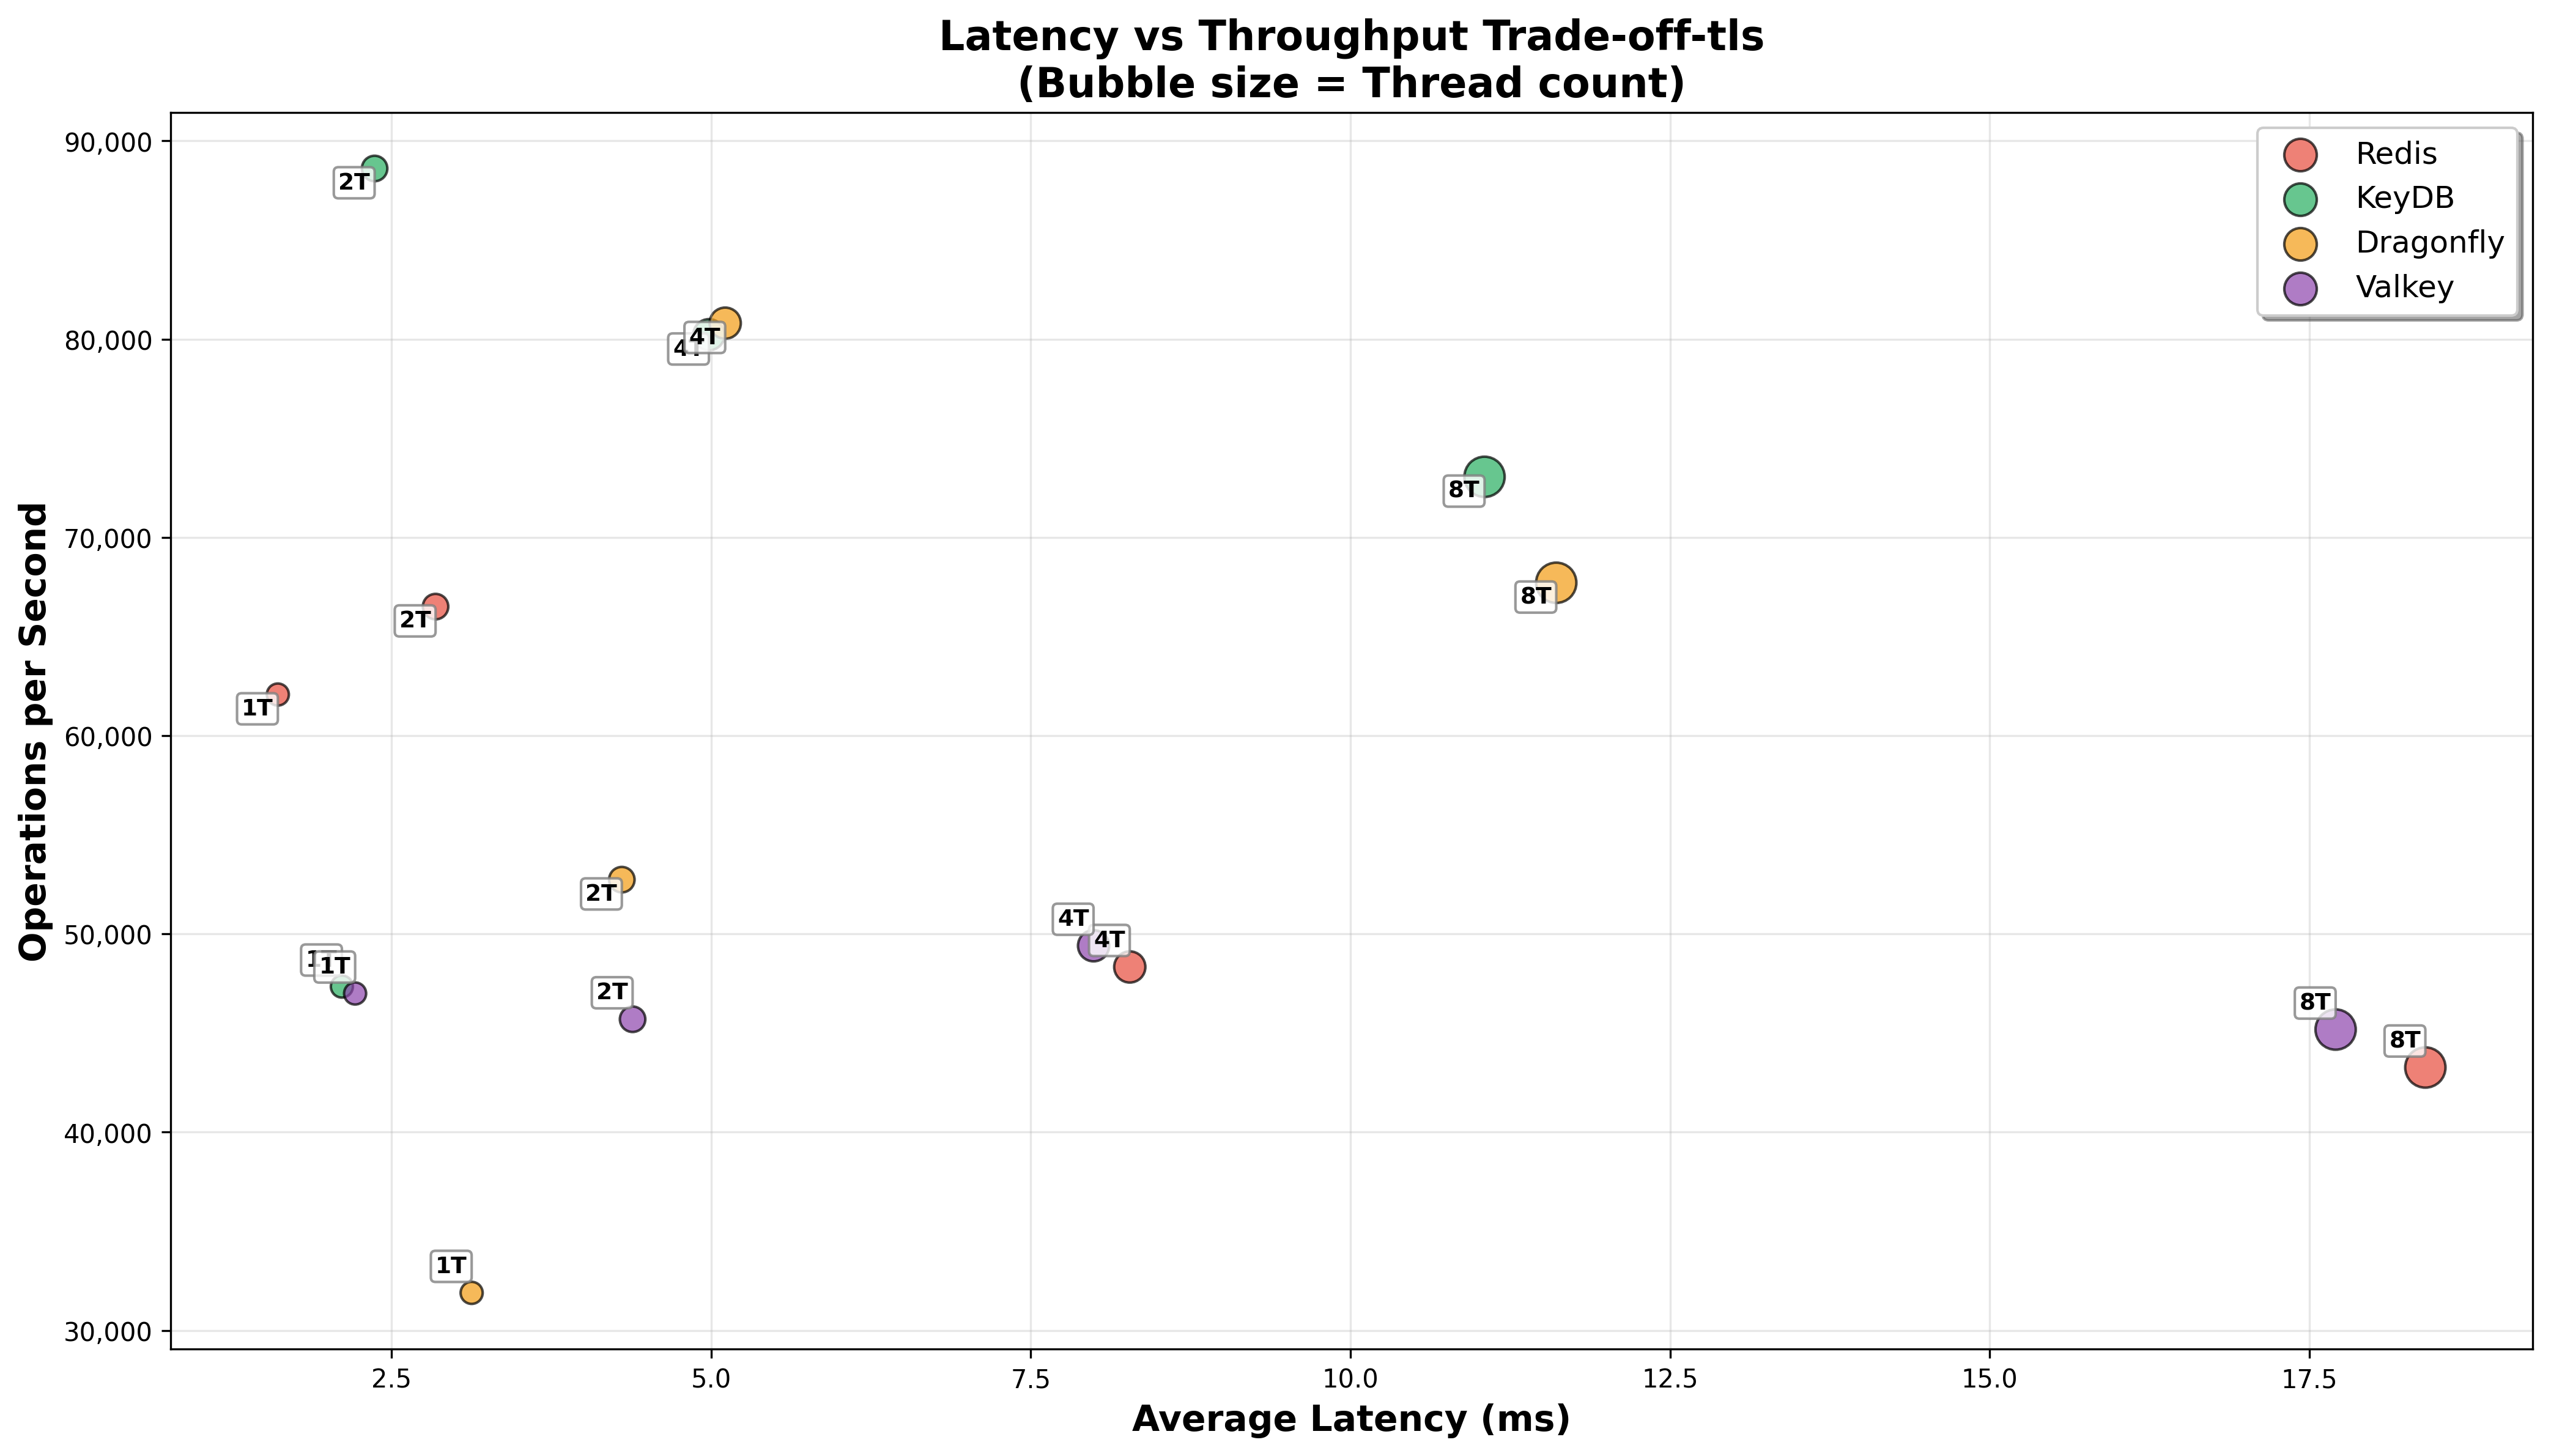 Latency vs Throughput Trade-off-tls
(Bubble size = Thread count)
Operations per Second
90,000
80,000
70,000
60,000
50,000
40,000
30,000
2T
4T
8T
8T
2T
1T
2T
4T
4T
1T
2T
8T
8T
1T
Redis
KeyDB
Dragonfly
Valkey
2.5
5.0
7.5
10.0
12.5
15.0
17.5
Average Latency (ms)